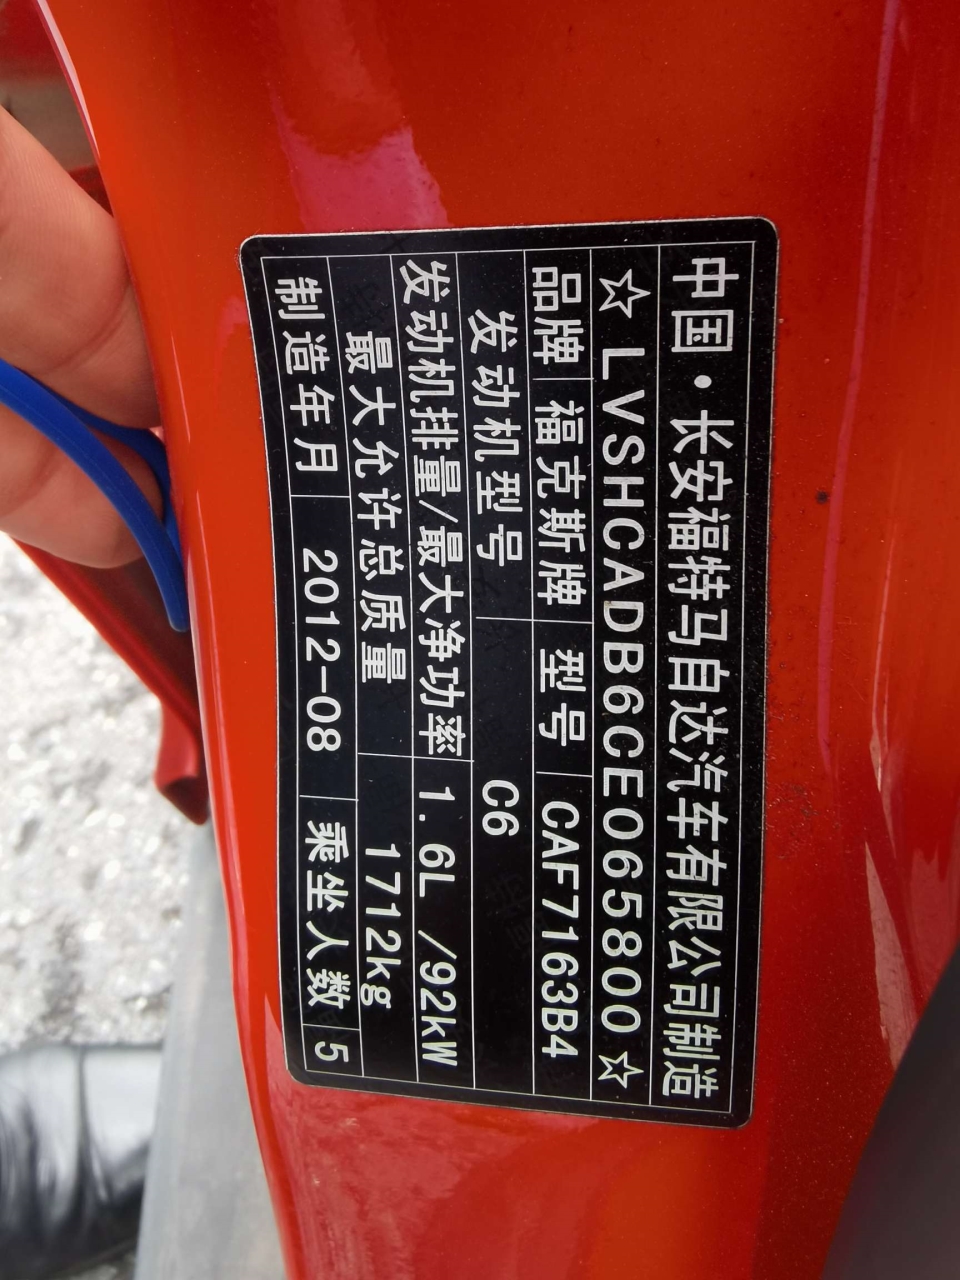 中国·长安福特马自达汽车有限公司制造
☆ LVSHCADB6CE065800 ☆
品牌 福克斯牌 型号 CAF7163B4
发动机型号 C6
发动机排量/最大净功率 1.6L /92kW
最大允许总质量 1712kg
制造年月 2012-08 乘坐人数 5